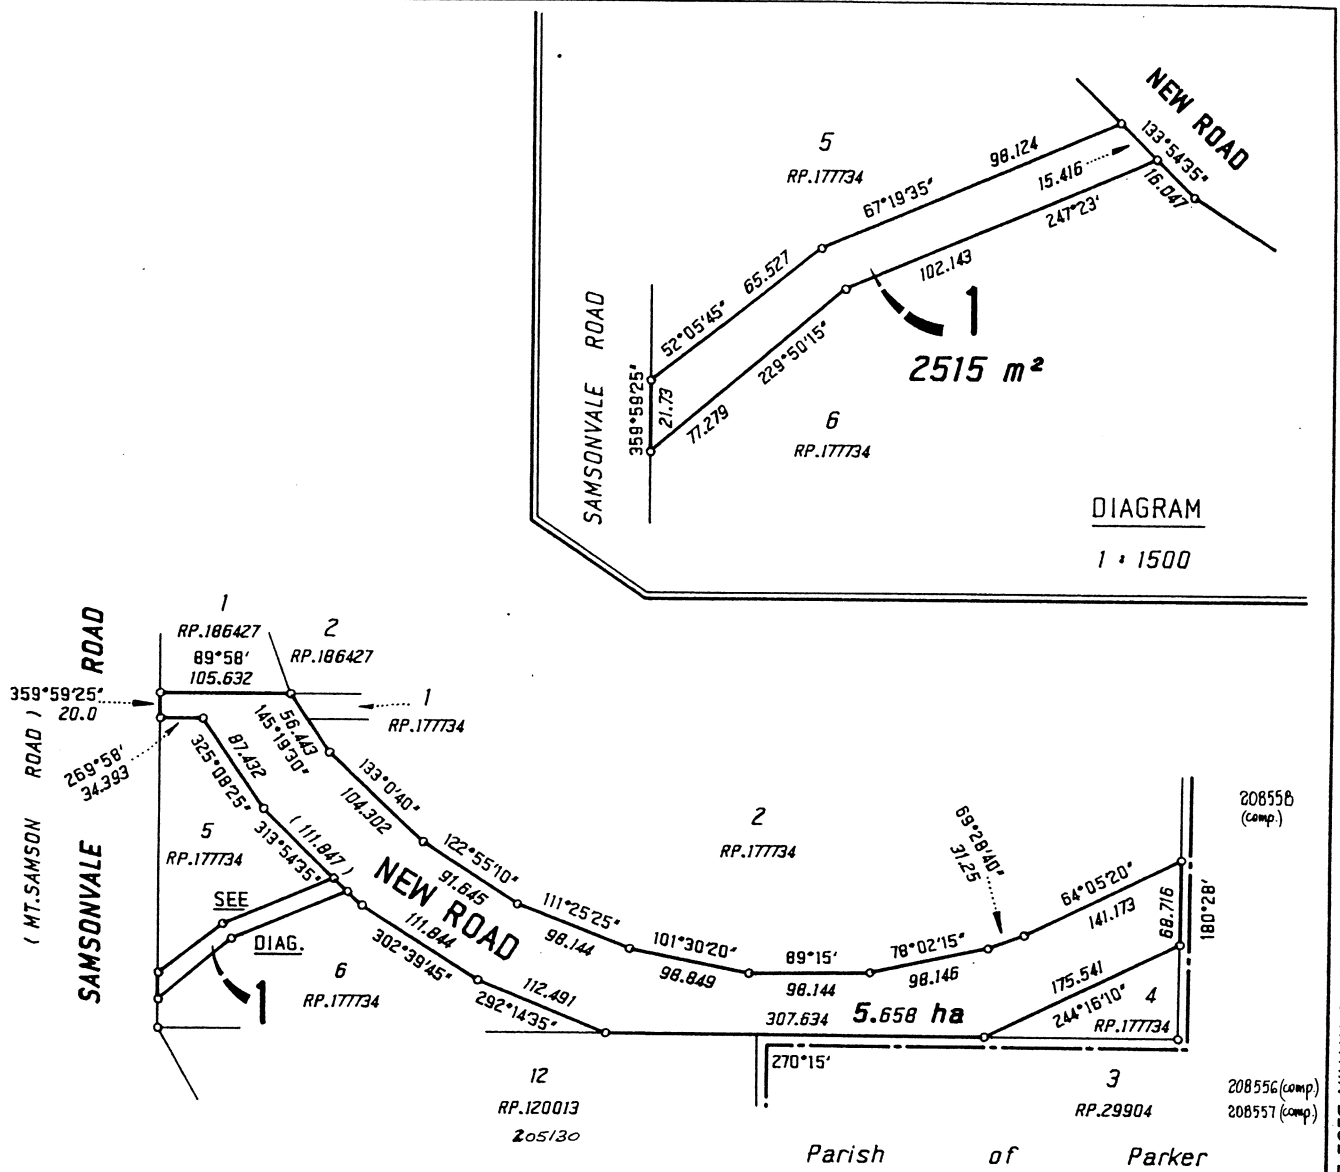 NEW ROAD
133°54'35"
16.047
15.416
98.124
67°19'35"
5
RP.177734
247°23'
102.143
65.527
52°05'45"
229°50'15"
77.279
1
2515 m²
SAMSONVALE ROAD
359°59'25"
21.73
6
RP.177734
DIAGRAM
1 : 1500
1
RP.186427
2
RP.186427
89°58'
105.632
359°59'25"
20.0
1
RP.177734
269°58'
34.393
56.443
145°19'30"
87.432
325°08'25"
133°0'40"
104.302
(111.847)
313°54'35"
5
RP.177734
SEE
DIAG.
1
6
RP.177734
SAMSONVALE ROAD
( MT.SAMSON ROAD )
NEW ROAD
122°55'10"
91.645
111°25'25"
98.144
101°30'20"
98.849
89°15'
98.144
78°02'15"
98.146
69°28'40"
31.25
64°05'20"
141.173
2
RP.177734
208558
(comp.)
68.716
180°28'
175.541
244°16'10"
4
RP.177734
111.844
302°39'45"
112.491
292°14'35"
307.634
5.658 ha
270°15'
12
RP.120013
205130
3
RP.29904
208556(comp.)
208557(comp.)
Parish of Parker